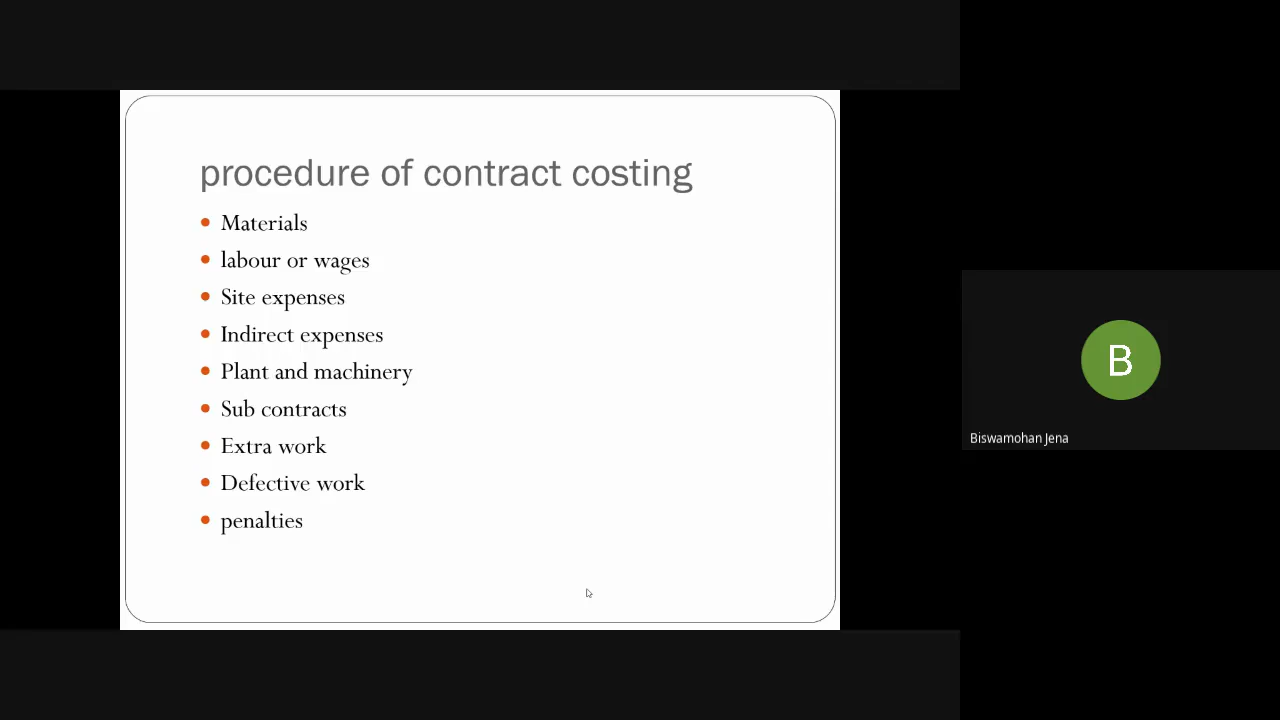 procedure of contract costing
Materials
labour or wages
Site expenses
Indirect expenses
Plant and machinery
Sub contracts
Extra work
Defective work
penalties
B
Biswamohan Jena